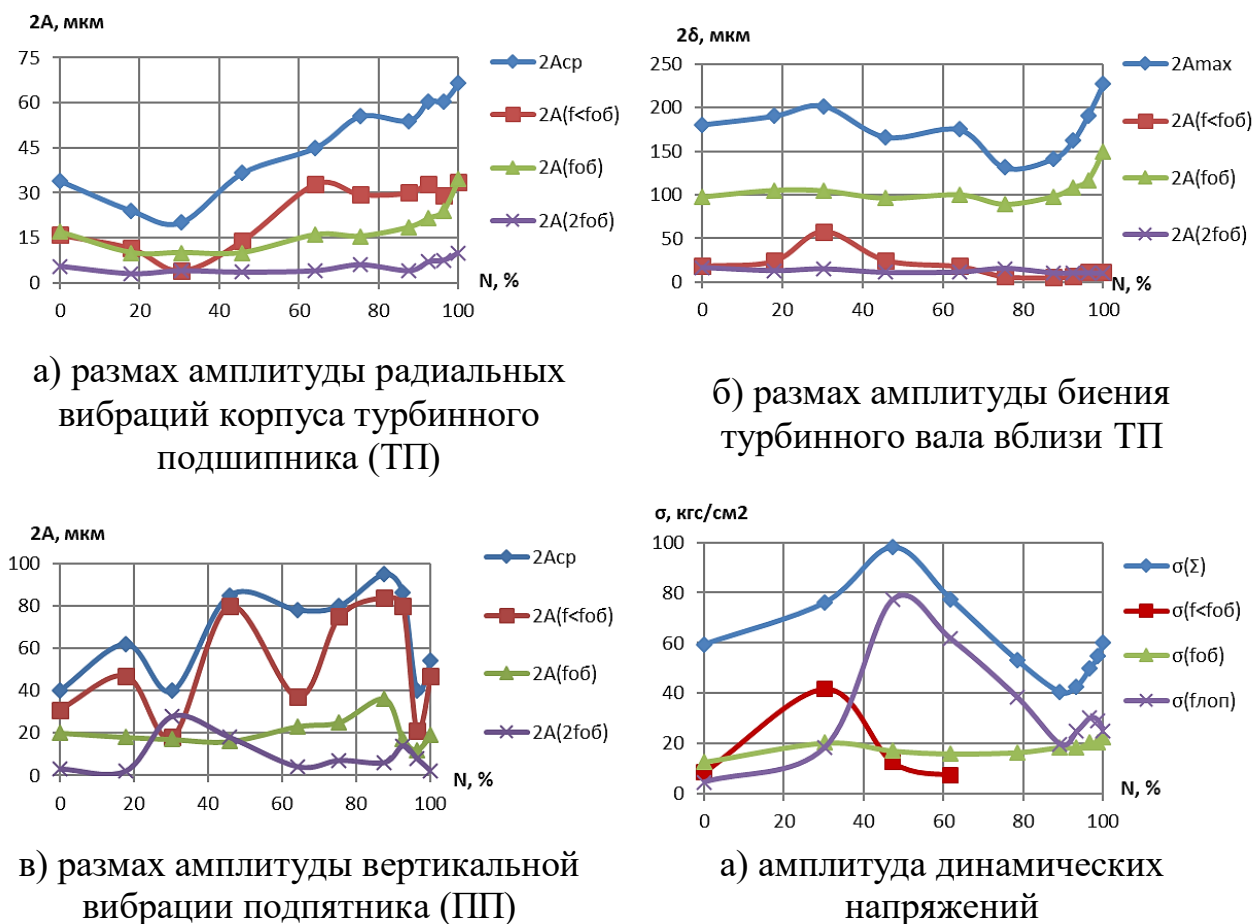 2А, мкм
75
60
45
30
15
0
0 20 40 60 80 100
N, %
2Аср
2А(f<fоб)
2А(fоб)
2А(2fоб)
а) размах амплитуды радиальных
вибраций корпуса турбинного
подшипника (ТП)
2δ, мкм
250
200
150
100
50
0
0 20 40 60 80 100
N, %
2Аmax
2А(f<fоб)
2А(fоб)
2А(2fоб)
б) размах амплитуды биения
турбинного вала вблизи ТП
2А, мкм
100
80
60
40
20
0
0 20 40 60 80 100
N, %
2Аср
2А(f<fоб)
2А(fоб)
2А(2fоб)
в) размах амплитуды вертикальной
вибрации подпятника (ПП)
σ, кгс/см2
100
80
60
40
20
0
0 20 40 60 80 100
N, %
σ(Σ)
σ(f<fоб)
σ(fоб)
σ(fлоп)
а) амплитуда динамических
напряжений